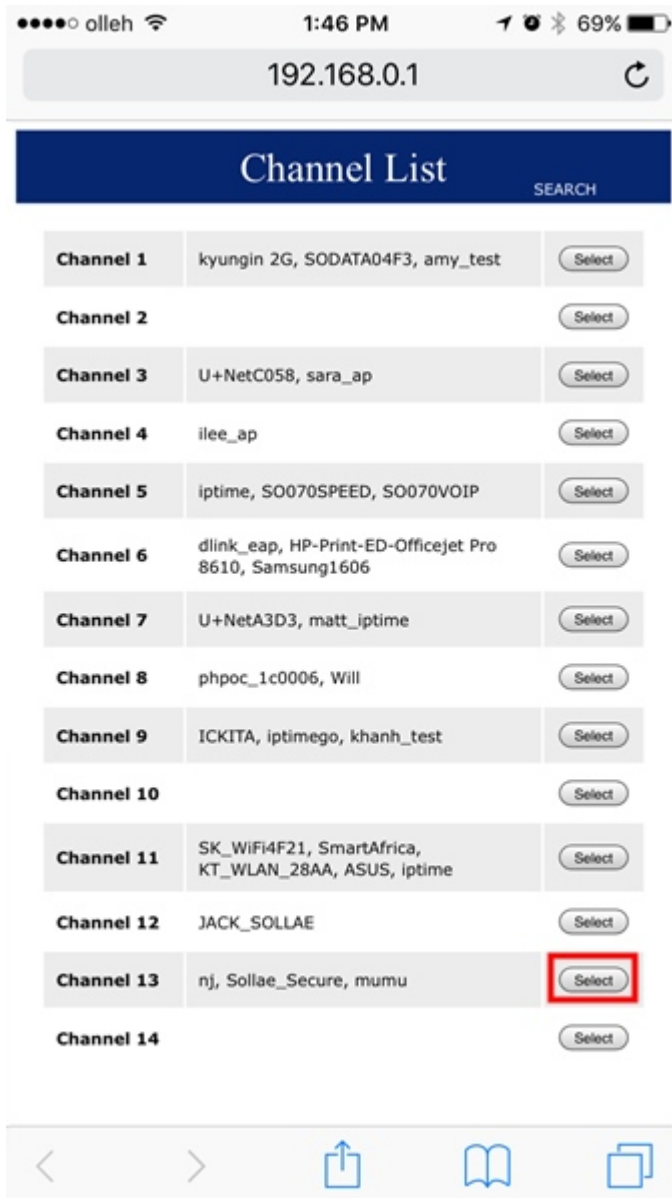 olleh 1:46 PM 69%
192.168.0.1
Channel List
SEARCH
Channel 1 kyungin 2G, SODATA04F3, amy_test Select
Channel 2 Select
Channel 3 U+NetC058, sara_ap Select
Channel 4 ilee_ap Select
Channel 5 iptime, SO070SPEED, SO070VOIP Select
Channel 6 dlink_eap, HP-Print-ED-Officejet Pro
8610, Samsung1606 Select
Channel 7 U+NetA3D3, matt_iptime Select
Channel 8 phpoc_1c0006, Will Select
Channel 9 ICKITA, iptimego, khanh_test Select
Channel 10 Select
Channel 11 SK_WiFi4F21, SmartAfrica,
KT_WLAN_28AA, ASUS, iptime Select
Channel 12 JACK_SOLLAE Select
Channel 13 nj, Sollae_Secure, mumu Select
Channel 14 Select